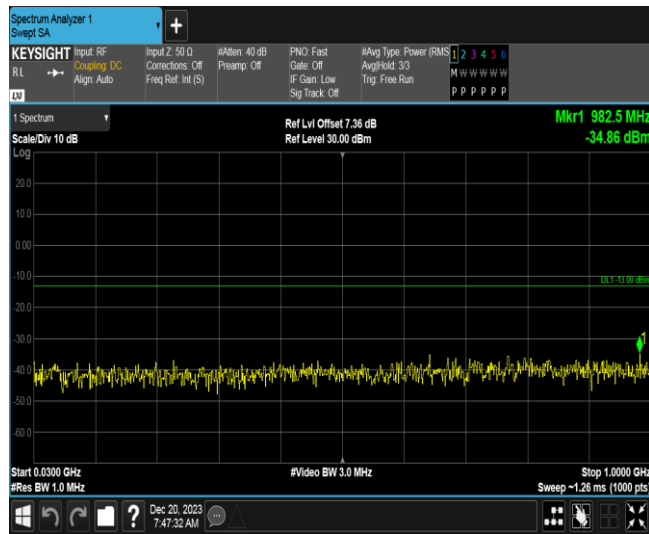 Spectrum Analyzer 1
Swept SA
+
KEYSIGHT
RL
LXI
Input: RF
Coupling: DC
Align: Auto
Input Z: 50 Ω
Corrections: Off
Freq Ref: Int (S)
#Atten: 40 dB
Preamp: Off
PNO: Fast
Gate: Off
IF Gain: Low
Sig Track: Off
#Avg Type: Power (RMS
Avg|Hold: 3/3
Trig: Free Run
1 2 3 4 5 6
M W W W W W
P P P P P P
1 Spectrum
Scale/Div 10 dB
Log
Ref Lvl Offset 7.36 dB
Ref Level 30.00 dBm
Mkr1 982.5 MHz
-34.86 dBm
20.0
10.0
0.00
-10.0
DL1 -13.00 dBm
-20.0
-30.0
1
-40.0
-50.0
-60.0
Start 0.0300 GHz
#Res BW 1.0 MHz
#Video BW 3.0 MHz
Stop 1.0000 GHz
Sweep ~1.26 ms (1000 pts)
?
Dec 20, 2023
7:47:32 AM